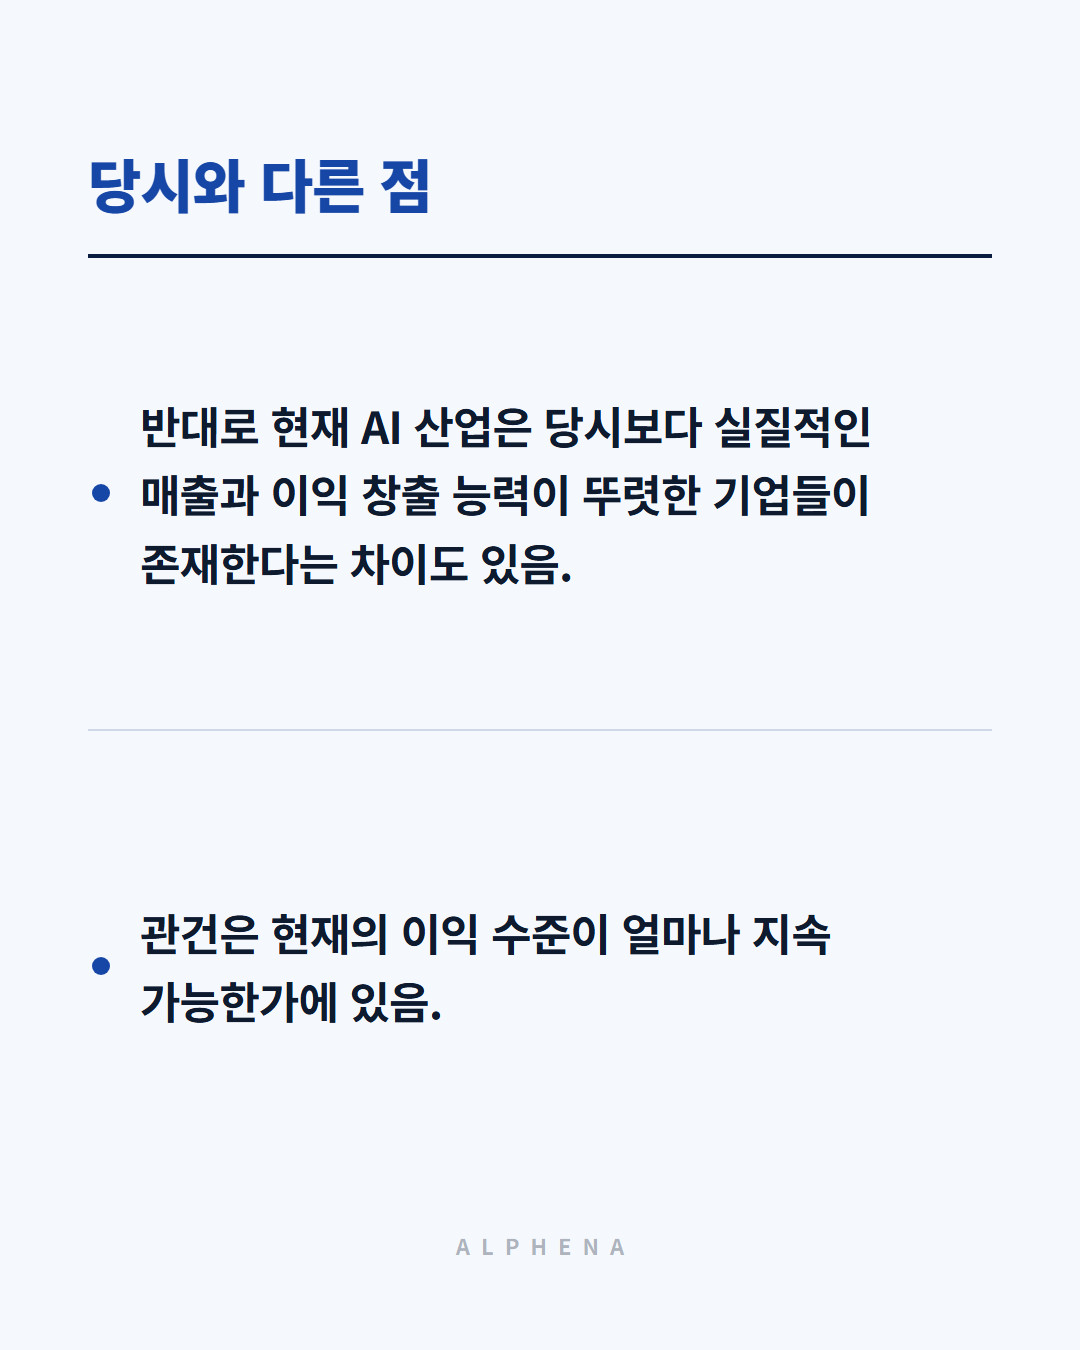 당시와 다른 점
반대로 현재 AI 산업은 당시보다 실질적인
매출과 이익 창출 능력이 뚜렷한 기업들이
존재한다는 차이도 있음.
관건은 현재의 이익 수준이 얼마나 지속
가능한가에 있음.
ALPHENA